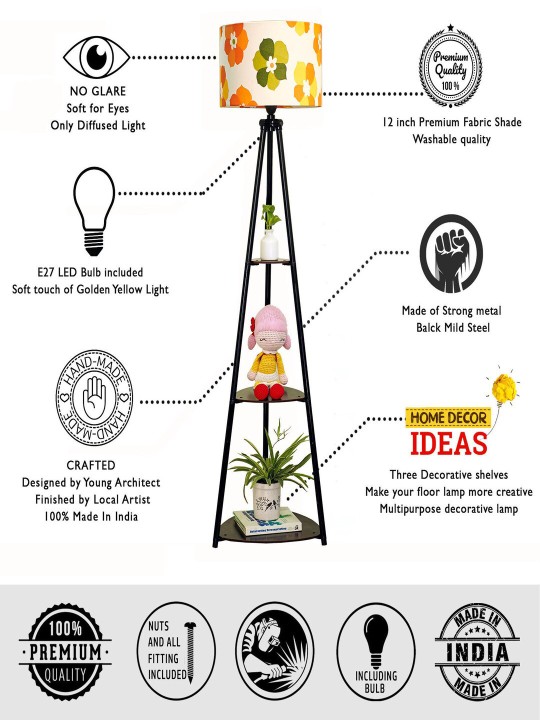 NO GLARE
Soft for Eyes
Only Diffused Light
Premium
Quality
100 %
12 inch Premium Fabric Shade
Washable quality
E27 LED Bulb included
Soft touch of Golden Yellow Light
Made of Strong metal
Balck Mild Steel
HAND-MADE
HAND-MADE
CRAFTED
Designed by Young Architect
Finished by Local Artist
100% Made In India
HOME DECOR
IDEAS
Three Decorative shelves
Make your floor lamp more creative
Multipurpose decorative lamp
100%
PREMIUM
QUALITY
NUTS
AND ALL
FITTING
INCLUDED
INCLUDING
BULB
MADE IN
INDIA
MADE IN